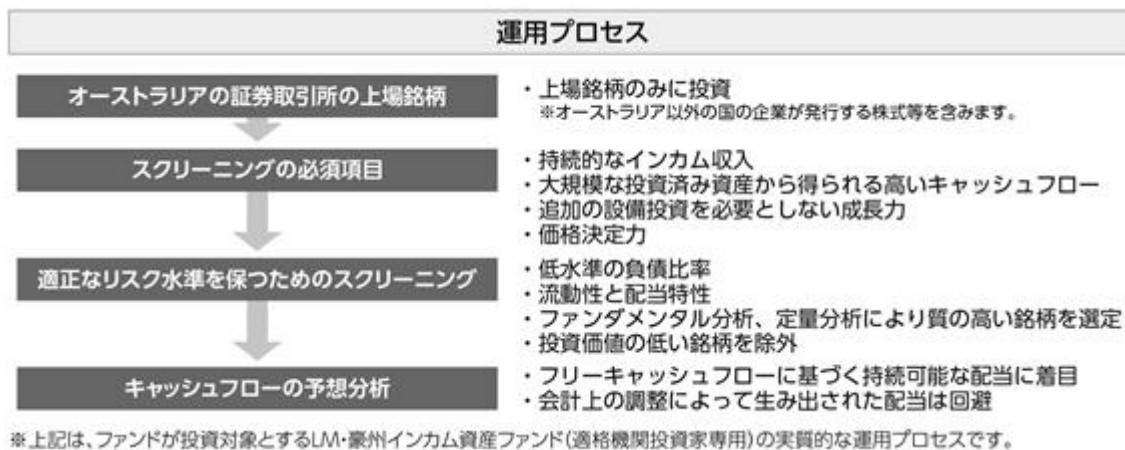 運用プロセス
オーストラリアの証券取引所の上場銘柄
・上場銘柄のみに投資
※オーストラリア以外の国の企業が発行する株式等を含みます。
スクリーニングの必須項目
・持続的なインカム収入
・大規模な投資済み資産から得られる高いキャッシュフロー
・追加の設備投資を必要としない成長力
・価格決定力
適正なリスク水準を保つためのスクリーニング
・低水準の負債比率
・流動性と配当特性
・ファンダメンタル分析、定量分析により質の高い銘柄を選定
・投資価値の低い銘柄を除外
キャッシュフローの予想分析
・フリーキャッシュフローに基づく持続可能な配当に着目
・会計上の調整によって生み出された配当は回避
※上記は、ファンドが投資対象とするLM・豪州インカム資産ファンド(適格機関投資家専用)の実質的な運用プロセスです。